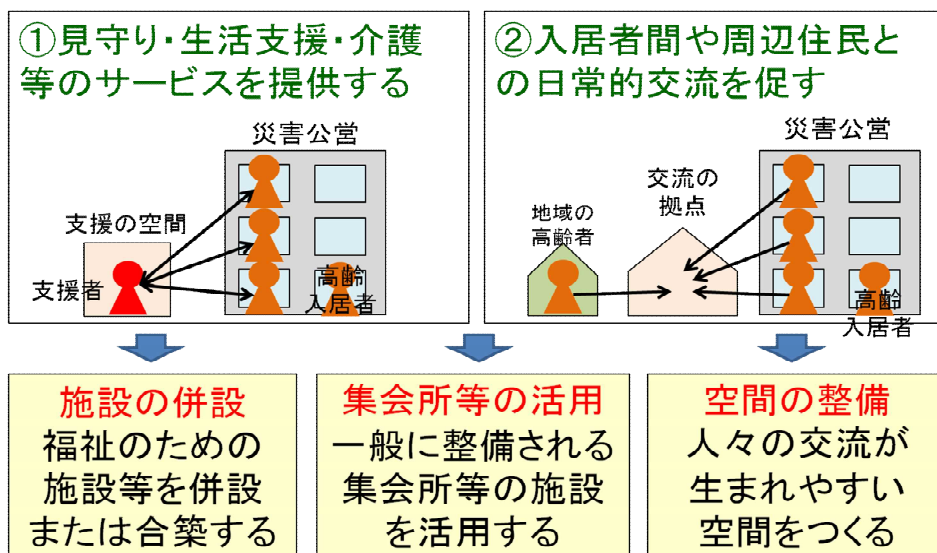 ①見守り・生活支援・介護
等のサービスを提供する
災害公営
支援の空間
支援者
高齢
入居者
②入居者間や周辺住民と
の日常的交流を促す
災害公営
交流の
拠点
地域の
高齢者
高齢
入居者
施設の併設
福祉のための
施設等を併設
または合築する
集会所等の活用
一般に整備される
集会所等の施設
を活用する
空間の整備
人々の交流が
生まれやすい
空間をつくる